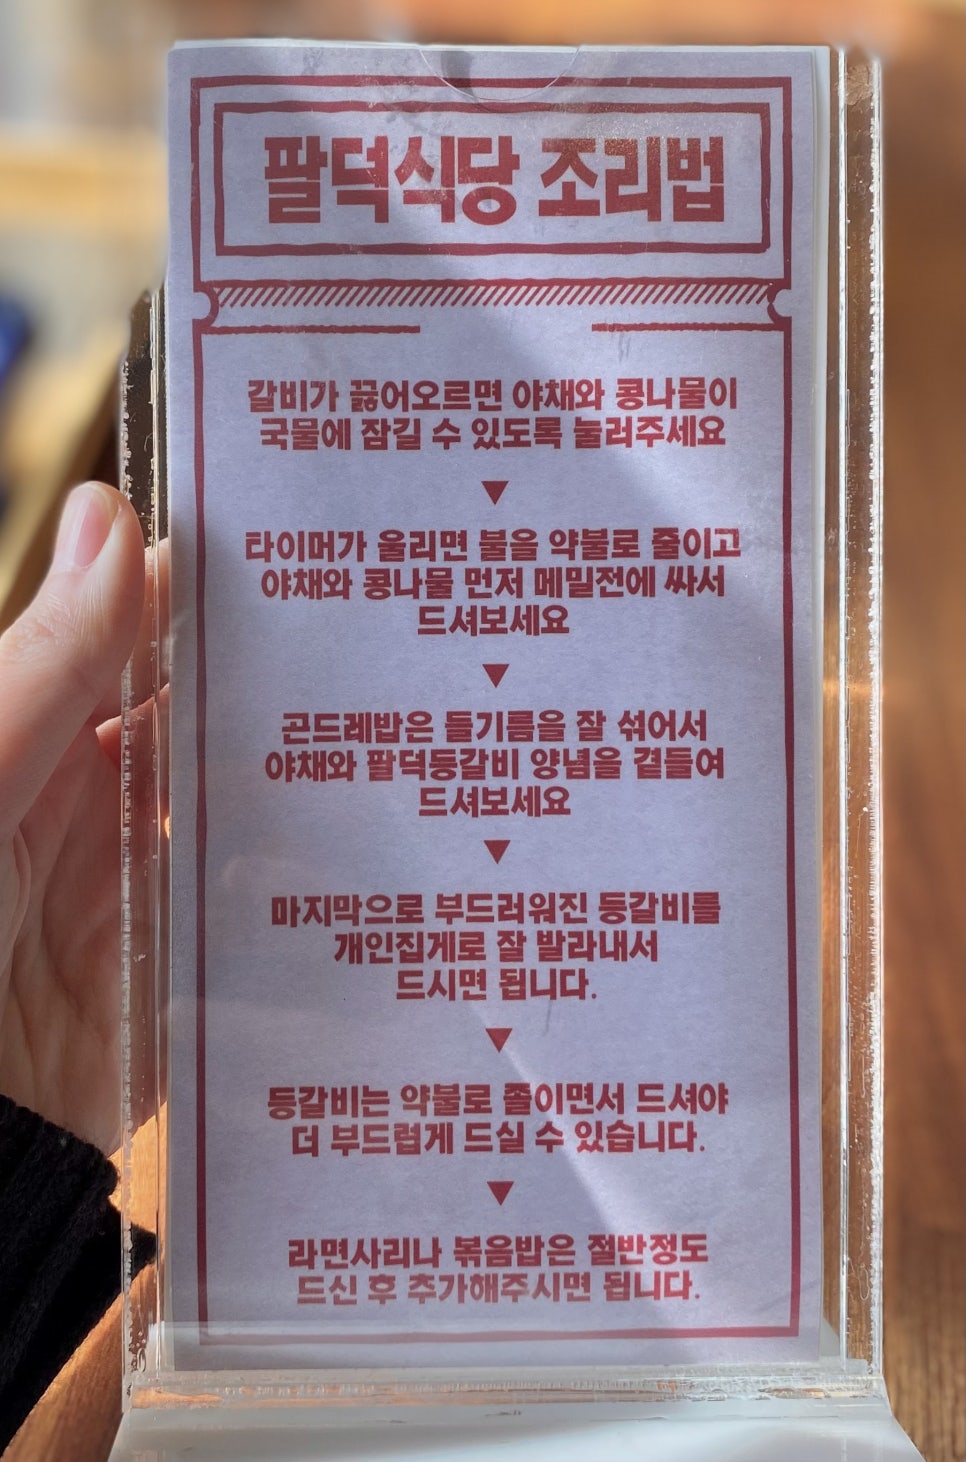 팔덕식당 조리법
갈비가 끓어오르면 야채와 콩나물이
국물에 잠길 수 있도록 눌러주세요
▼
타이머가 울리면 불을 약불로 줄이고
야채와 콩나물 먼저 메밀전에 싸서
드셔보세요
▼
곤드레밥은 들기름을 잘 섞어서
야채와 팔덕등갈비 양념을 곁들여
드셔보세요
▼
마지막으로 부드러워진 등갈비를
개인집게로 잘 발라내서
드시면 됩니다.
▼
등갈비는 약불로 졸이면서 드셔야
더 부드럽게 드실 수 있습니다.
▼
라면사리나 볶음밥은 절반정도
드신 후 추가해주시면 됩니다.